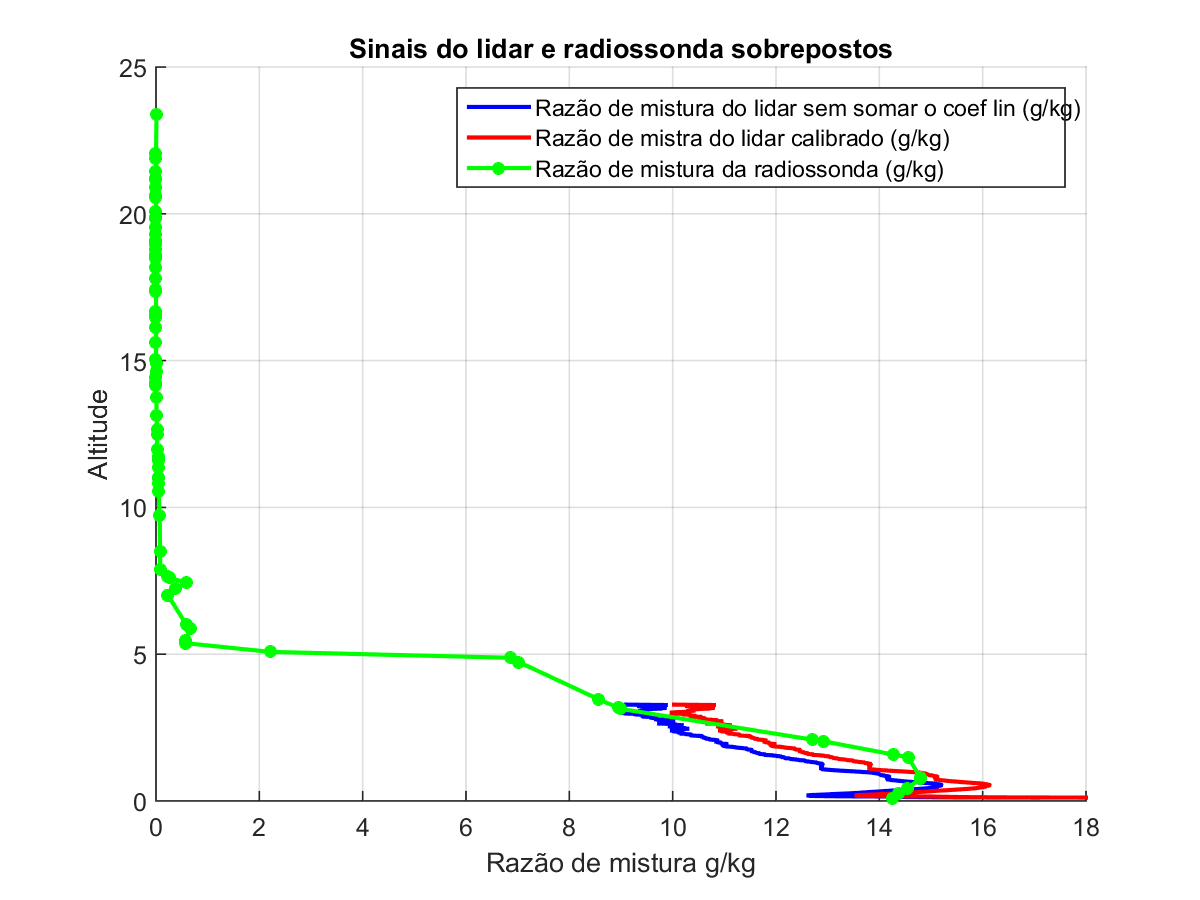 Sinais do lidar e radiossonda sobrepostos
25
Razão de mistura do lidar sem somar o coef lin (g/kg)
Razão de mistra do lidar calibrado (g/kg)
Razão de mistura da radiossonda (g/kg)
20
15
Altitude
10
5
0
0 2 4 6 8 10 12 14 16 18
Razão de mistura g/kg